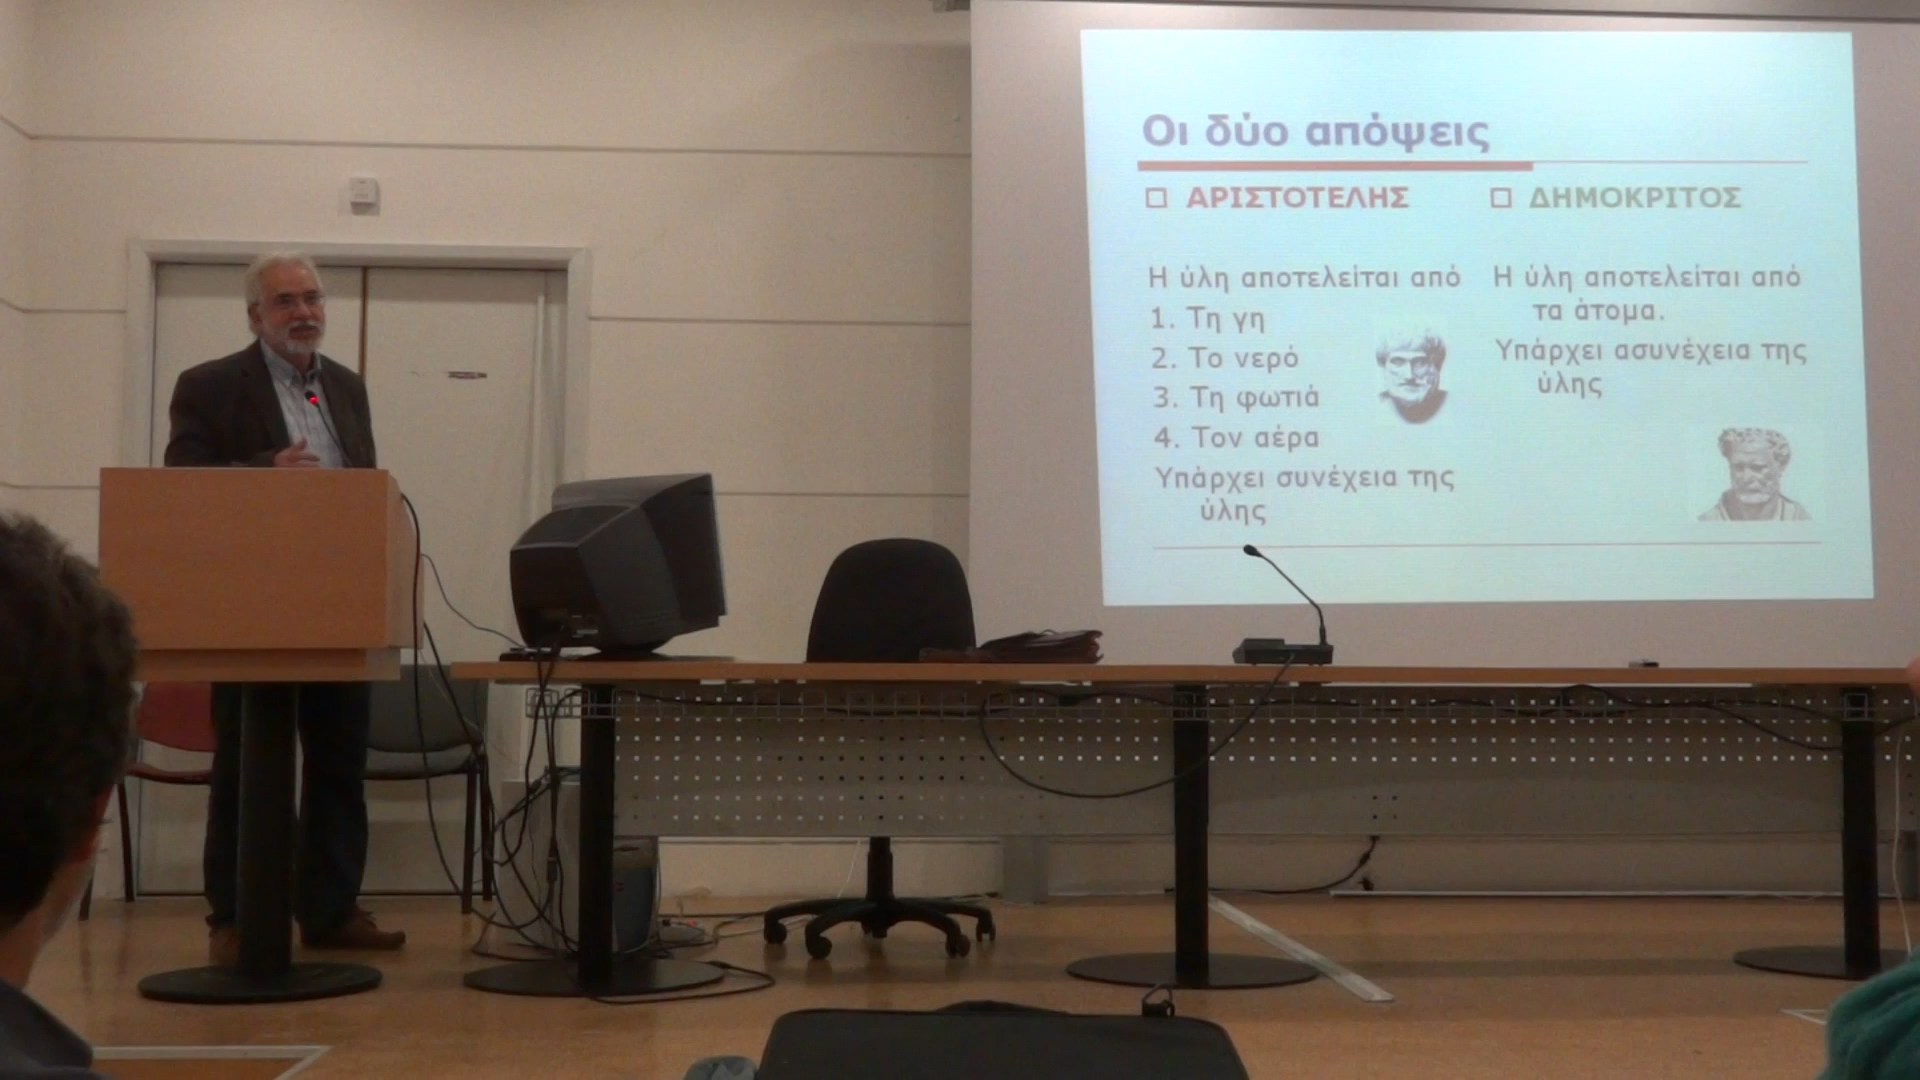 Οι δύο απόψεις
ΑΡΙΣΤΟΤΕΛΗΣ
Η ύλη αποτελείται από
1. Τη γη
2. Το νερό
3. Τη φωτιά
4. Τον αέρα
Υπάρχει συνέχεια της
ύλης
ΔΗΜΟΚΡΙΤΟΣ
Η ύλη αποτελείται από
τα άτομα.
Υπάρχει ασυνέχεια της
ύλης